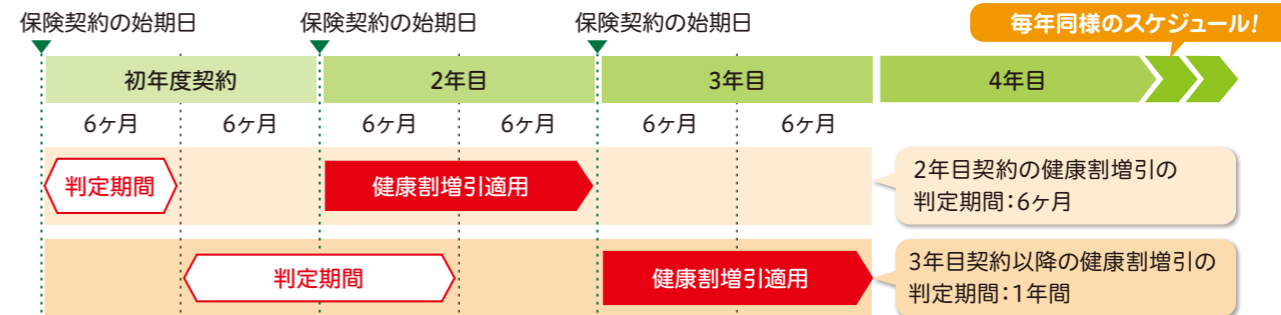 保険契約の始期日
保険契約の始期日
保険契約の始期日
毎年同様のスケジュール!
初年度契約
2年目
3年目
4年目
6ヶ月
6ヶ月
6ヶ月
6ヶ月
6ヶ月
6ヶ月
判定期間
健康割増引適用
2年目契約の健康割増引の
判定期間:6ヶ月
判定期間
健康割増引適用
3年目契約以降の健康割増引の
判定期間:1年間